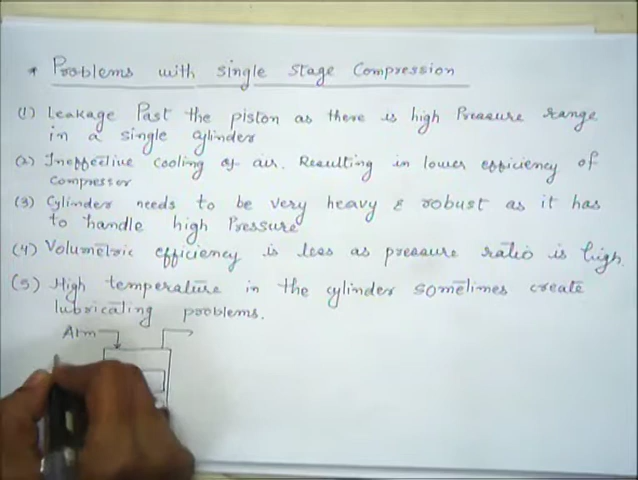 * Problems with single stage Compression
(1) Leakage Past the piston as there is high Pressure range
in a single cylinder
(2) Ineffective cooling of air. Resulting in lower efficiency of
compressor
(3) Cylinder needs to be very heavy & robust as it has
to handle high Pressure
(4) Volumetric efficiency is less as pressure ratio is high.
(5) High temperature in the cylinder sometimes create
lubricating problems.
Atm